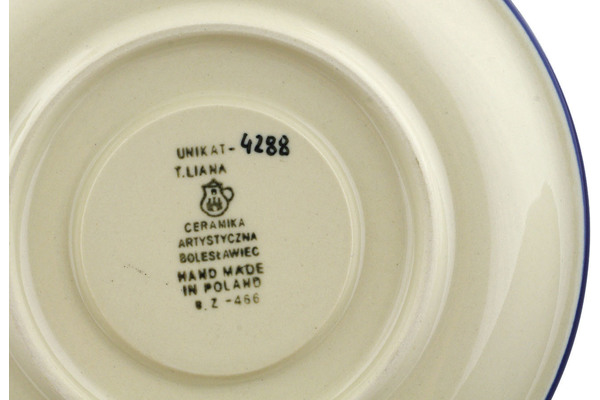 UNIKAT- 4288
T.LIANA
CERAMIKA
ARTYSTYCZNA
BOLESŁAWIEC
HAND MADE
IN POLAND
B.Z-466